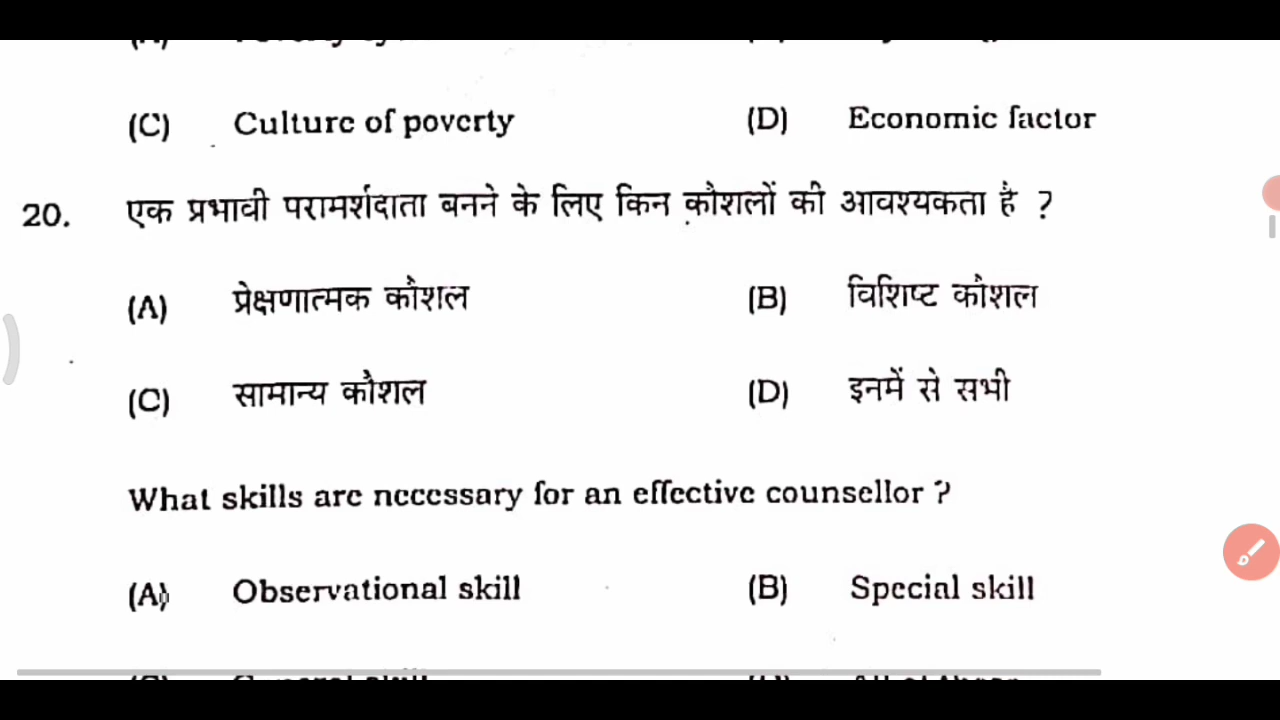 (C) Culture of poverty (D) Economic factor
20. एक प्रभावी परामर्शदाता बनने के लिए किन कौशलों की आवश्यकता है ?
(A) प्रेक्षणात्मक कौशल (B) विशिष्ट कौशल
(C) सामान्य कौशल (D) इनमें से सभी
What skills are necessary for an effective counsellor ?
(A) Observational skill (B) Special skill